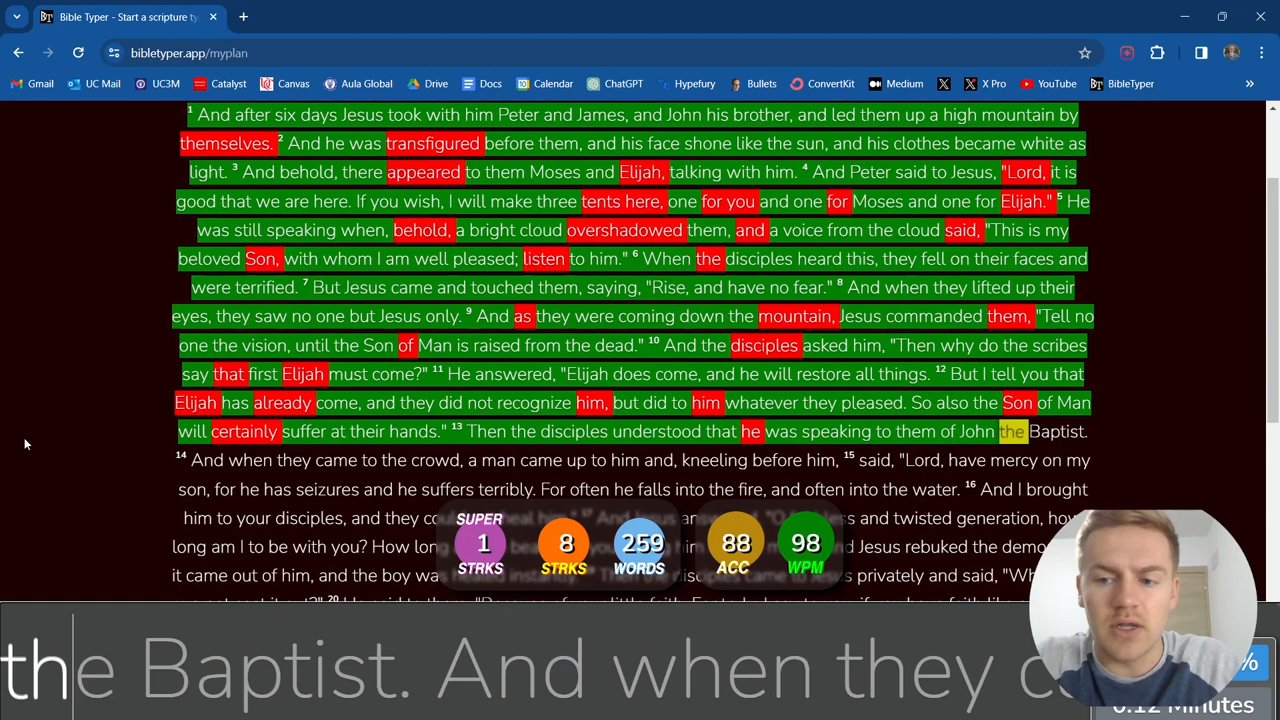 Bible Typer - Start a scripture ty
bibletyper.app/myplan
Gmail UC Mail UC3M Catalyst Canvas Aula Global Drive Docs Calendar ChatGPT Hypefury Bullets ConvertKit Medium X X Pro YouTube BibleTyper »
1 And after six days Jesus took with him Peter and James, and John his brother, and led them up a high mountain by
themselves. 2 And he was transfigured before them, and his face shone like the sun, and his clothes became white as
light. 3 And behold, there appeared to them Moses and Elijah, talking with him. 4 And Peter said to Jesus, "Lord, it is
good that we are here. If you wish, I will make three tents here, one for you and one for Moses and one for Elijah." 5 He
was still speaking when, behold, a bright cloud overshadowed them, and a voice from the cloud said, "This is my
beloved Son, with whom I am well pleased; listen to him." 6 When the disciples heard this, they fell on their faces and
were terrified. 7 But Jesus came and touched them, saying, "Rise, and have no fear." 8 And when they lifted up their
eyes, they saw no one but Jesus only. 9 And as they were coming down the mountain, Jesus commanded them, "Tell no
one the vision, until the Son of Man is raised from the dead." 10 And the disciples asked him, "Then why do the scribes
say that first Elijah must come?" 11 He answered, "Elijah does come, and he will restore all things. 12 But I tell you that
Elijah has already come, and they did not recognize him, but did to him whatever they pleased. So also the Son of Man
will certainly suffer at their hands." 13 Then the disciples understood that he was speaking to them of John the Baptist.
14 And when they came to the crowd, a man came up to him and, kneeling before him, 15 said, "Lord, have mercy on my
son, for he has seizures and he suffers terribly. For often he falls into the fire, and often into the water. 16 And I brought
him to your disciples, and they and twisted generation, how
long am I to be with you? How long Jesus rebuked the
it came out of him, and the boy was privately and said,
SUPER 1 STRKS 8 STRKS 259 WORDS 88 ACC 98 WPM
the Baptist. And when they
%
0.12 Minutes